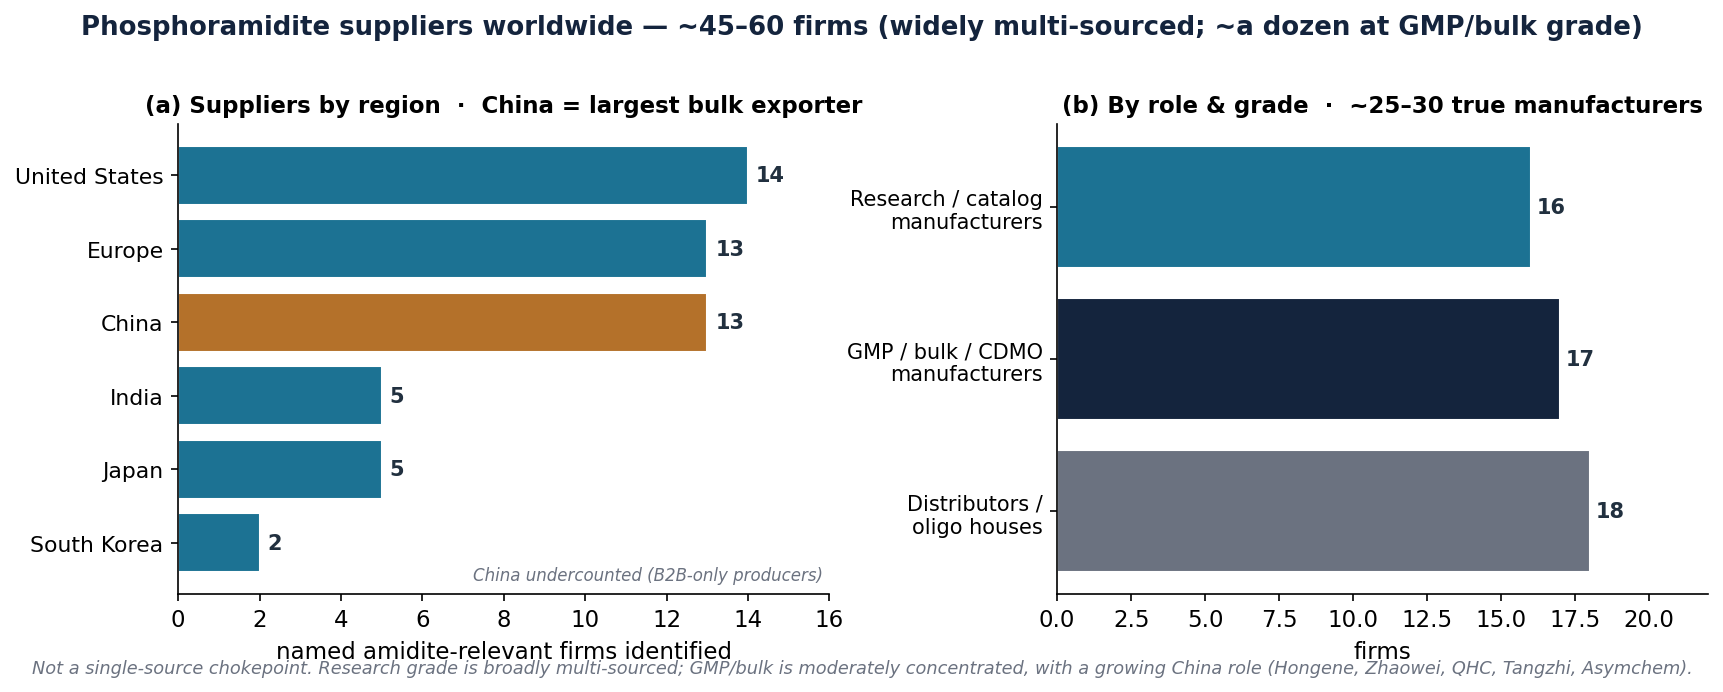 Phosphoramidite suppliers worldwide — ~45–60 firms (widely multi-sourced; ~a dozen at GMP/bulk grade)
(a) Suppliers by region · China = largest bulk exporter
United States
14
Europe
13
China
13
India
5
Japan
5
South Korea
2
China undercounted (B2B-only producers)
0 2 4 6 8 10 12 14 16
named amidite-relevant firms identified
(b) By role & grade · ~25–30 true manufacturers
Research / catalog
manufacturers
16
GMP / bulk / CDMO
manufacturers
17
Distributors /
oligo houses
18
0.0 2.5 5.0 7.5 10.0 12.5 15.0 17.5 20.0
firms
Not a single-source chokepoint. Research grade is broadly multi-sourced; GMP/bulk is moderately concentrated, with a growing China role (Hongene, Zhaowei, QHC, Tangzhi, Asymchem).